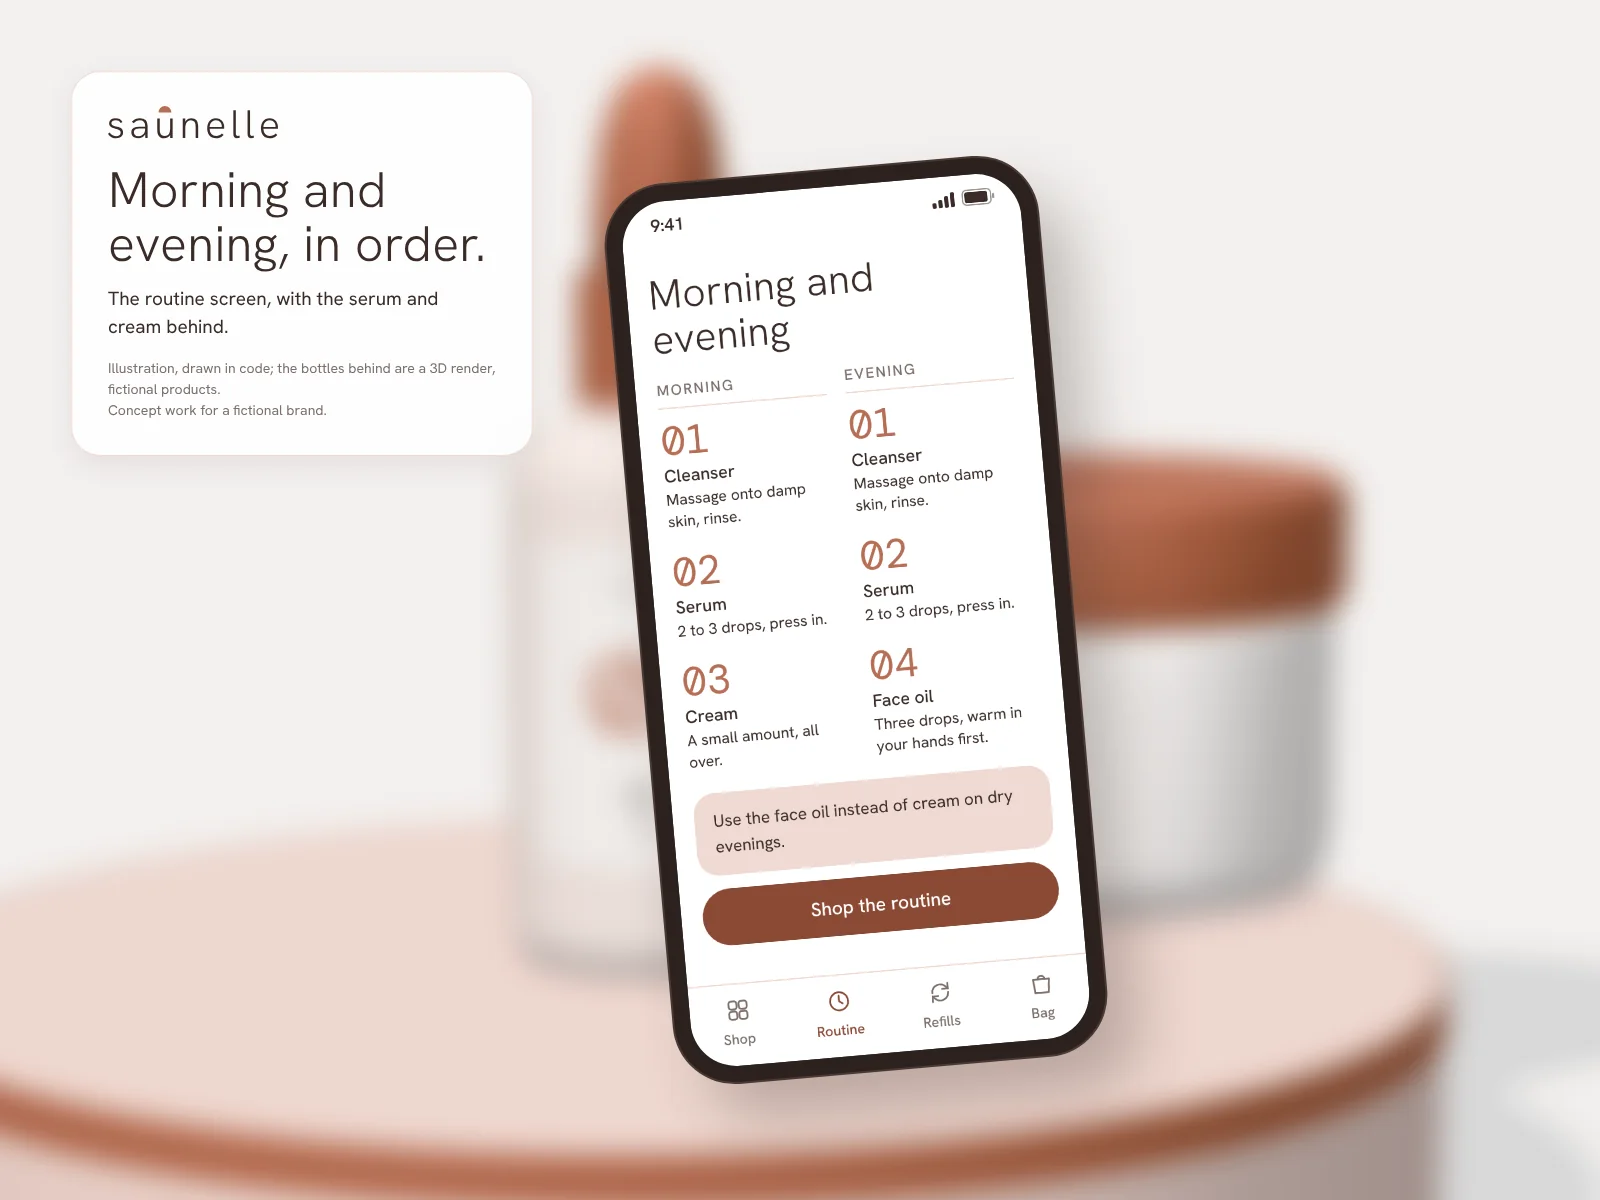 saunelle
Morning and
evening, in order.
The routine screen, with the serum and
cream behind.
Illustration, drawn in code; the bottles behind are a 3D render,
fictional products.
Concept work for a fictional brand.
9:41
Morning and
evening
MORNING
01
Cleanser
Massage onto damp
skin, rinse.
02
Serum
2 to 3 drops, press in.
03
Cream
A small amount, all
over.
EVENING
01
Cleanser
Massage onto damp
skin, rinse.
02
Serum
2 to 3 drops, press in.
04
Face oil
Three drops, warm in
your hands first.
Use the face oil instead of cream on dry
evenings.
Shop the routine
Shop
Routine
Refills
Bag